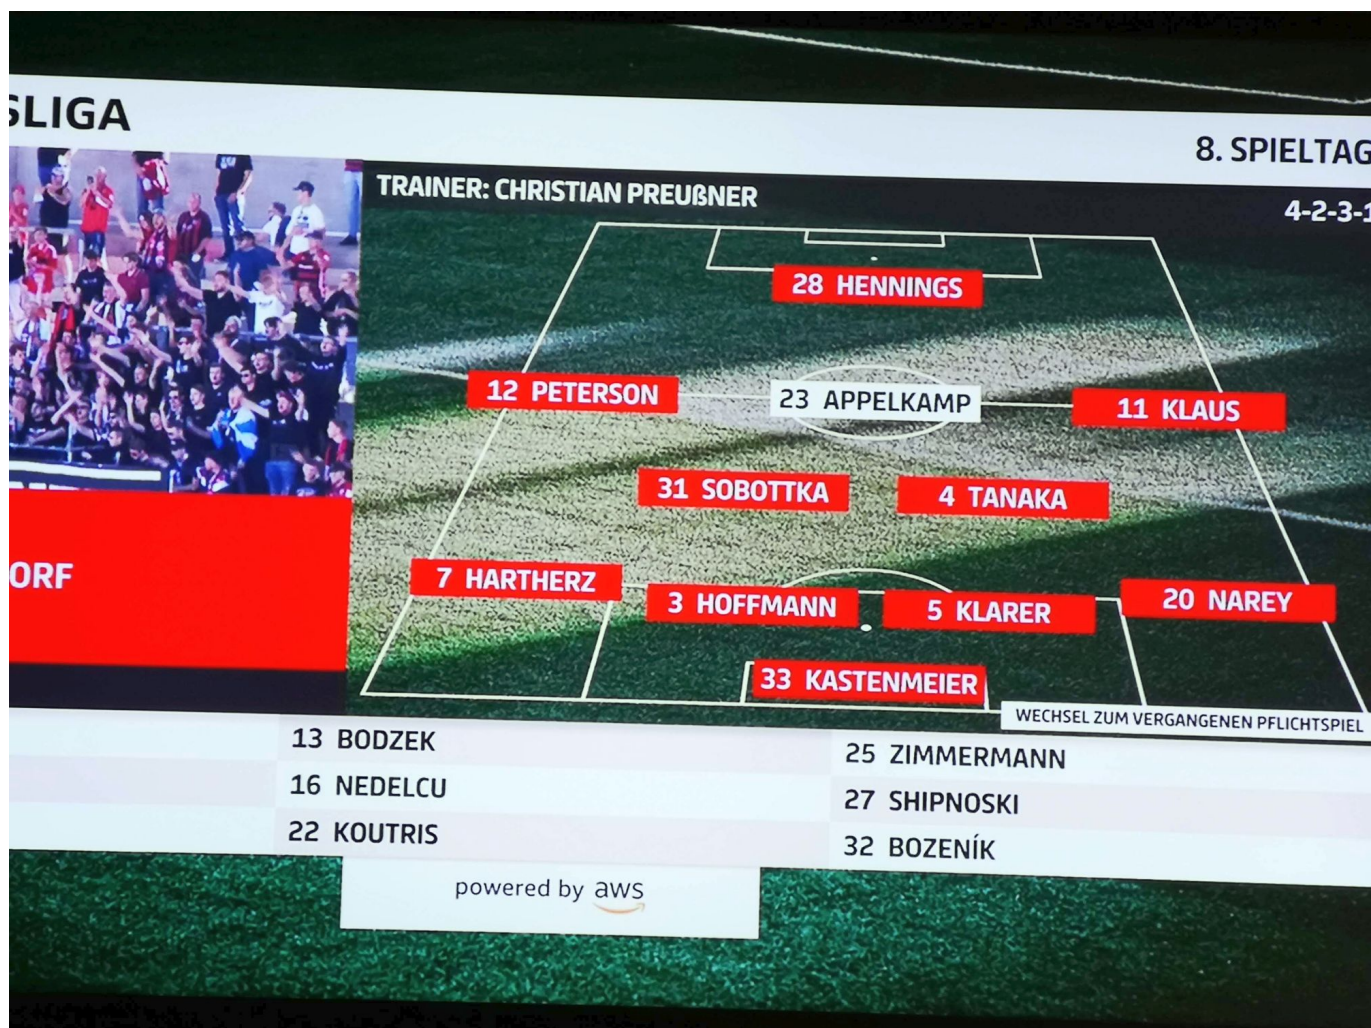 SLIGA
8. SPIELTAG
TRAINER: CHRISTIAN PREUßNER
4-2-3-1
28 HENNINGS
12 PETERSON
23 APPELKAMP
11 KLAUS
31 SOBOTTKA
4 TANAKA
ORF
7 HARTHERZ
3 HOFFMANN
5 KLARER
20 NAREY
33 KASTENMEIER
WECHSEL ZUM VERGANGENEN PFLICHTSPIEL
13 BODZEK
25 ZIMMERMANN
16 NEDELCU
27 SHIPNOSKI
22 KOUTRIS
32 BOZENÍK
powered by aws